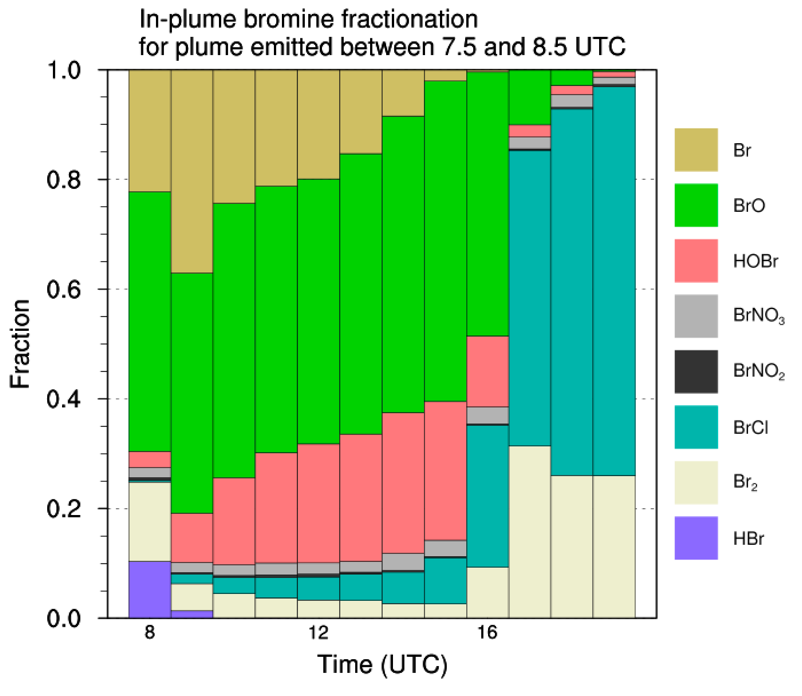 In-plume bromine fractionation
for plume emitted between 7.5 and 8.5 UTC
1.0
0.8
0.6
0.4
0.2
0.0
Fraction
8
12
16
Time (UTC)
Br
BrO
HOBr
BrNO₃
BrNO₂
BrCl
Br₂
HBr